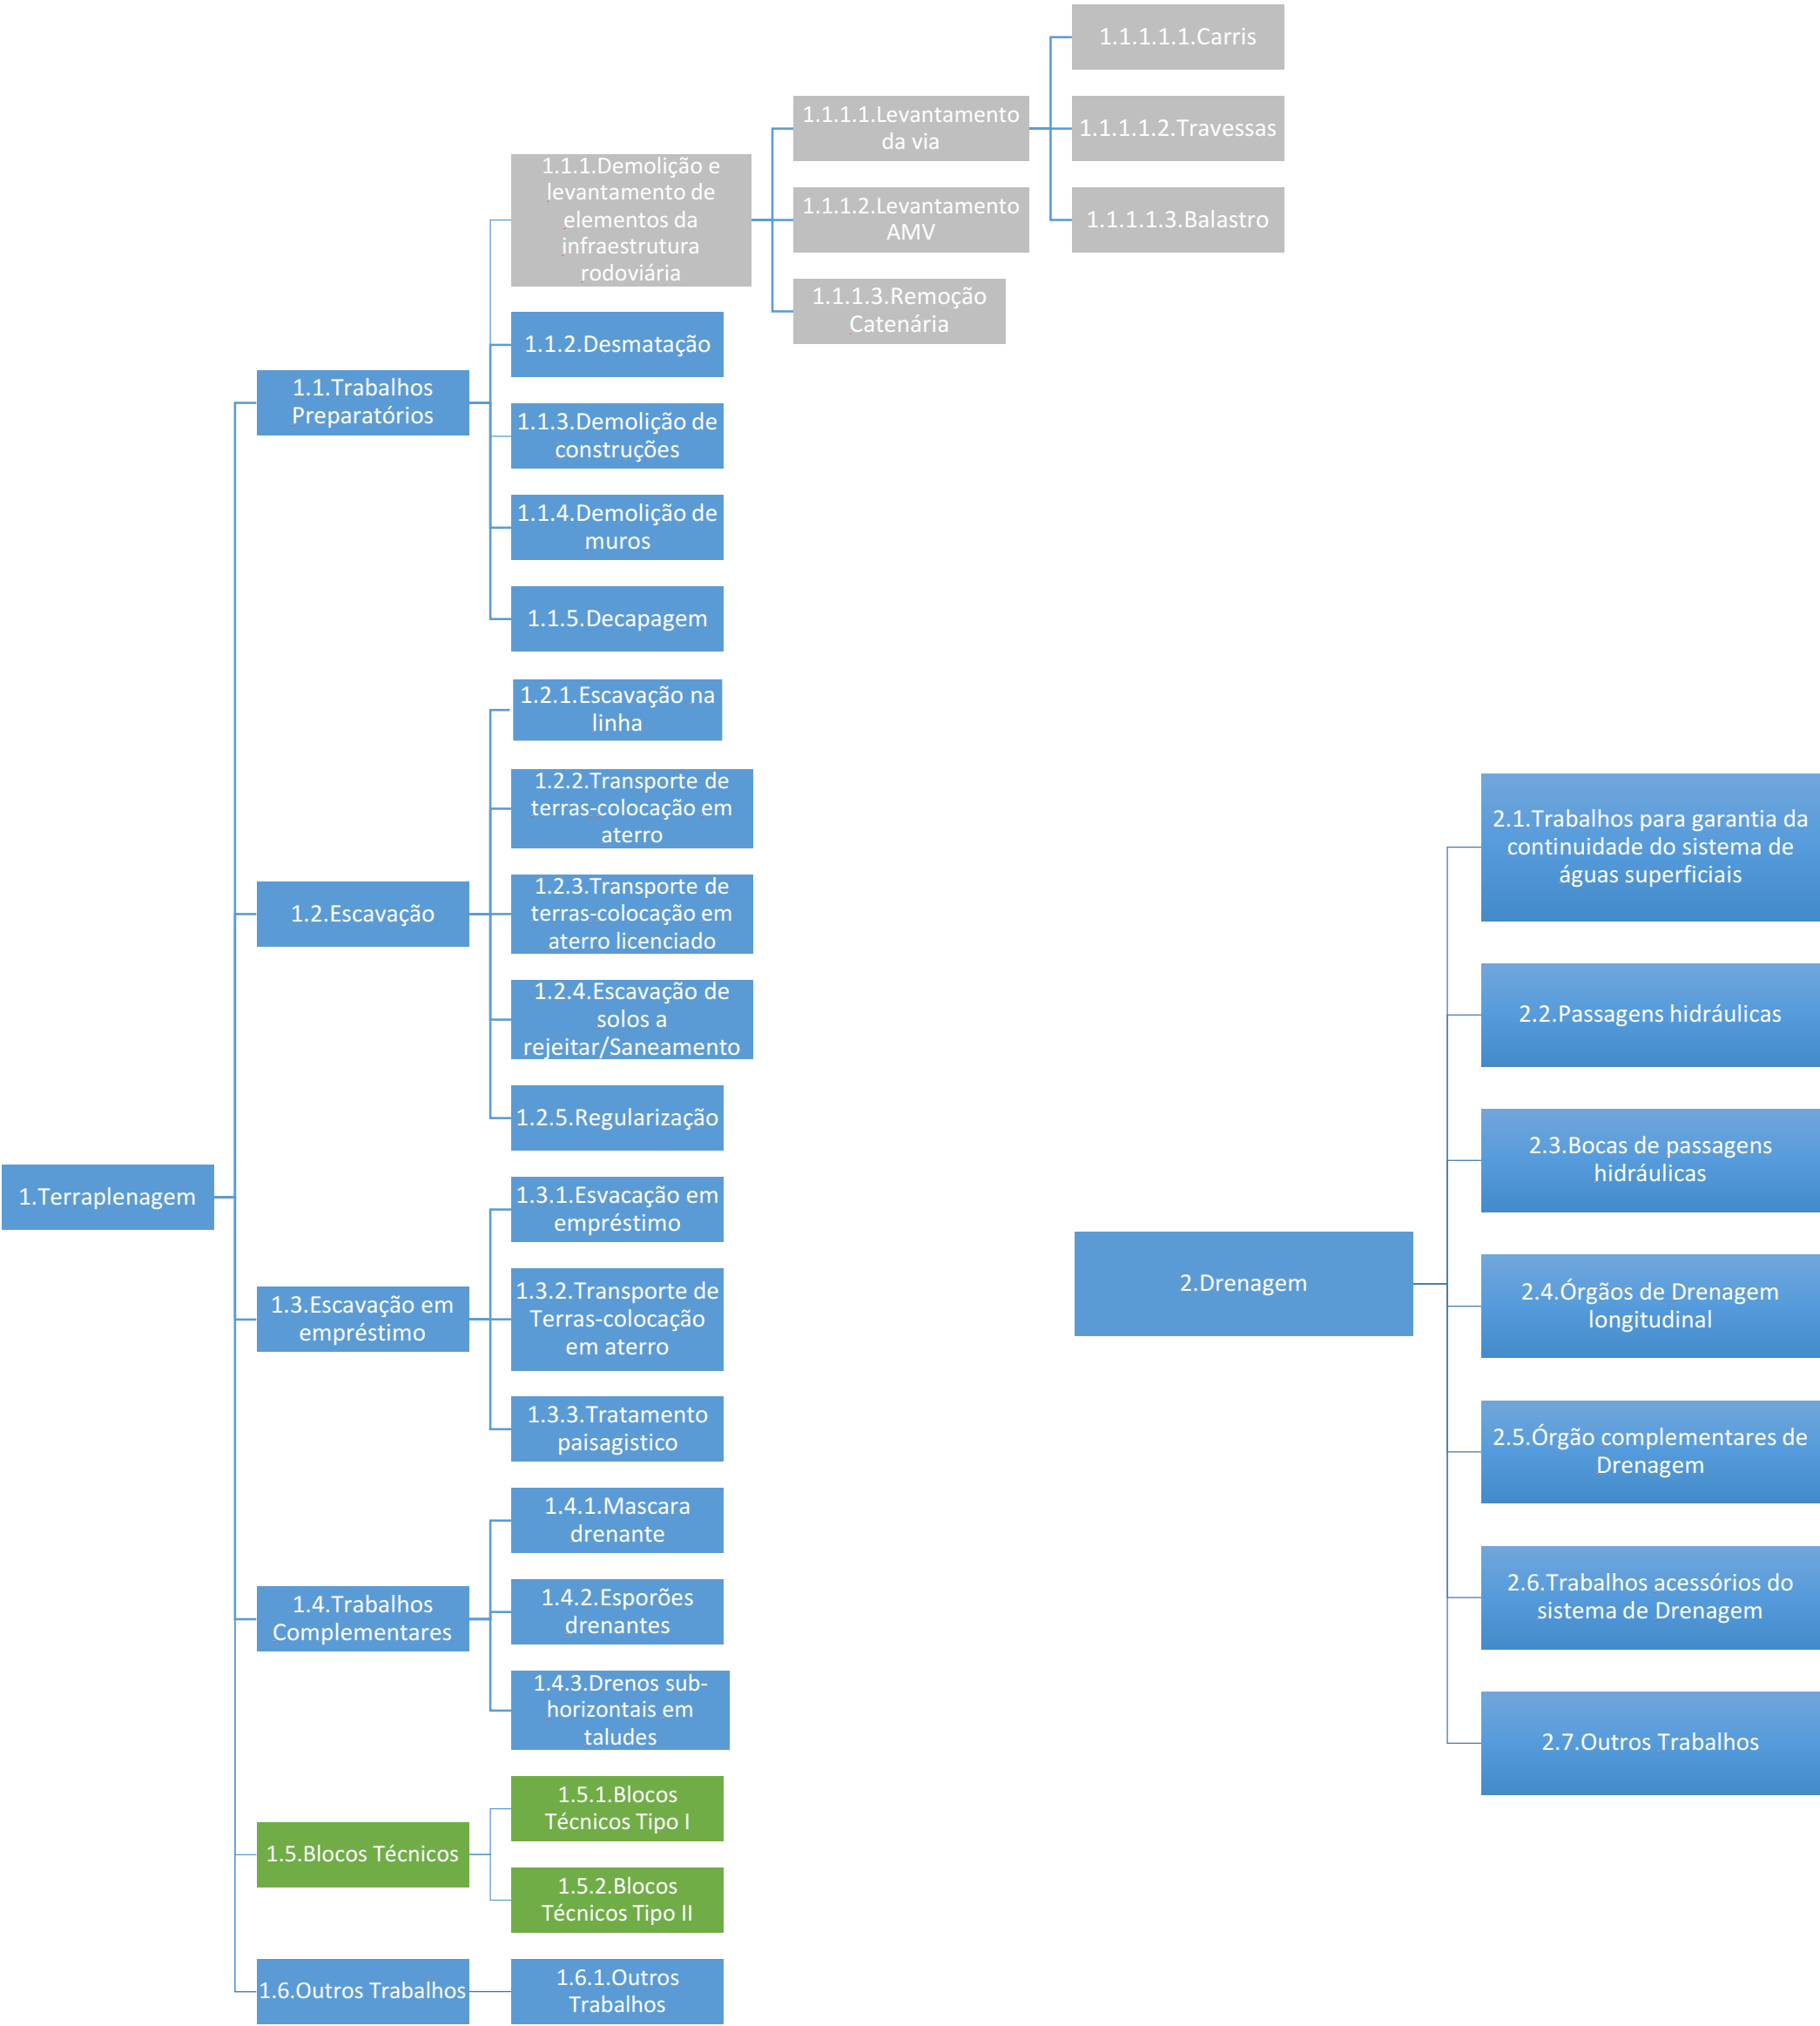 1.Terraplenagem
1.1.Trabalhos
Preparatórios
1.1.1.Demolição e
levantamento de
elementos da
infraestrutura
rodoviária
1.1.1.1.Levantamento
da via
1.1.1.1.1.Carris
1.1.1.1.2.Travessas
1.1.1.1.3.Balastro
1.1.1.2.Levantamento
AMV
1.1.1.3.Remoção
Catenária
1.1.2.Desmatação
1.1.3.Demolição de
construções
1.1.4.Demolição de
muros
1.1.5.Decapagem
1.2.Escavação
1.2.1.Escavação na
linha
1.2.2.Transporte de
terras-colocação em
aterro
1.2.3.Transporte de
terras-colocação em
aterro licenciado
1.2.4.Escavação de
solos a
rejeitar/Saneamento
1.2.5.Regularização
1.3.Escavação em
empréstimo
1.3.1.Esvacação em
empréstimo
1.3.2.Transporte de
Terras-colocação
em aterro
1.3.3.Tratamento
paisagistico
1.4.Trabalhos
Complementares
1.4.1.Mascara
drenante
1.4.2.Esporões
drenantes
1.4.3.Drenos sub-
horizontais em
taludes
1.5.Blocos Técnicos
1.5.1.Blocos
Técnicos Tipo I
1.5.2.Blocos
Técnicos Tipo II
1.6.Outros Trabalhos
1.6.1.Outros
Trabalhos
2.Drenagem
2.1.Trabalhos para garantia da
continuidade do sistema de
águas superficiais
2.2.Passagens hidráulicas
2.3.Bocas de passagens
hidráulicas
2.4.Órgãos de Drenagem
longitudinal
2.5.Órgão complementares de
Drenagem
2.6.Trabalhos acessórios do
sistema de Drenagem
2.7.Outros Trabalhos